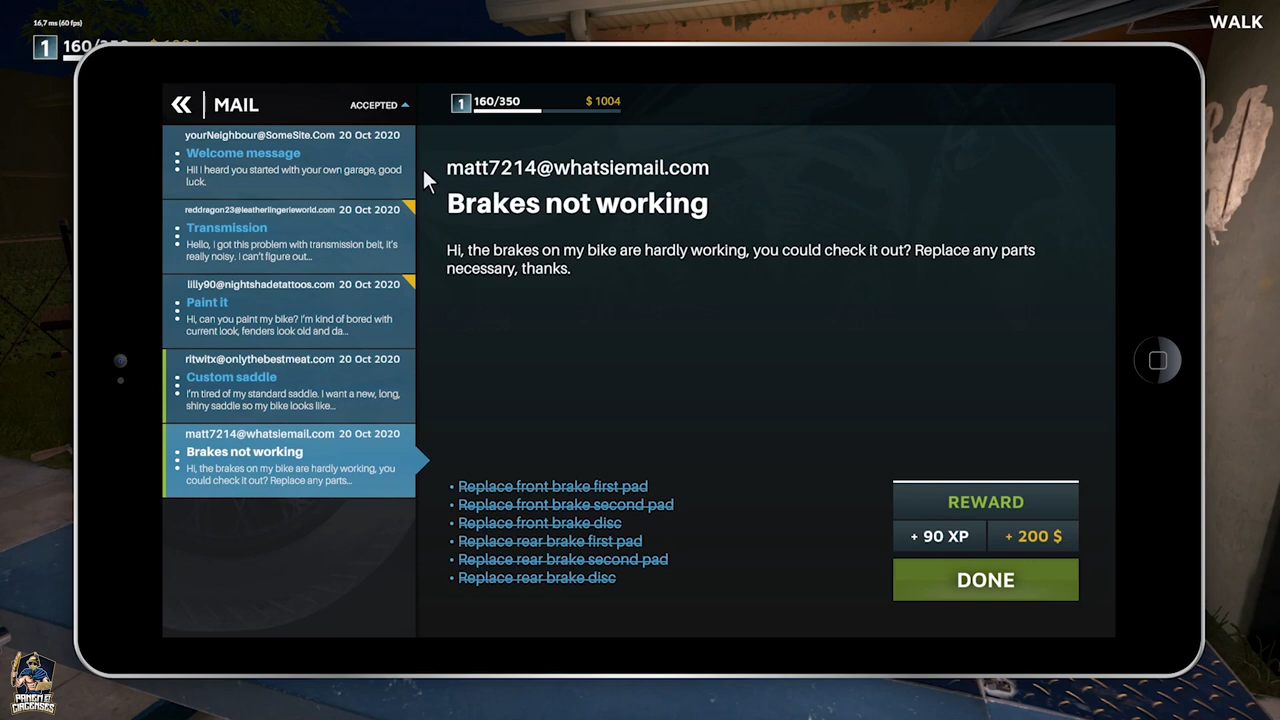 16,7 ms (60 fps)
WALK
1 160/350
MAIL
ACCEPTED
1 160/350 $ 1004
yourNeighbour@SomeSite.Com 20 Oct 2020
Welcome message
Hi! I heard you started with your own garage, good
luck.
reddragon23@leatherlingerieworld.com 20 Oct 2020
Transmission
Hello, I got this problem with transmission belt, it's
really noisy. I can't figure out...
lilly90@nightshadetattoos.com 20 Oct 2020
Paint it
Hi, can you paint my bike? I'm kind of bored with
current look, fenders look old and da...
ritwitx@onlythebestmeat.com 20 Oct 2020
Custom saddle
I'm tired of my standard saddle. I want a new, long,
shiny saddle so my bike looks like...
matt7214@whatsiemail.com 20 Oct 2020
Brakes not working
Hi, the brakes on my bike are hardly working, you
could check it out? Replace any parts...
matt7214@whatsiemail.com
Brakes not working
Hi, the brakes on my bike are hardly working, you could check it out? Replace any parts
necessary, thanks.
• Replace front brake first pad
• Replace front brake second pad
• Replace front brake disc
• Replace rear brake first pad
• Replace rear brake second pad
• Replace rear brake disc
REWARD
+ 90 XP + 200 $
DONE
PANEM ET
CIRCENSES